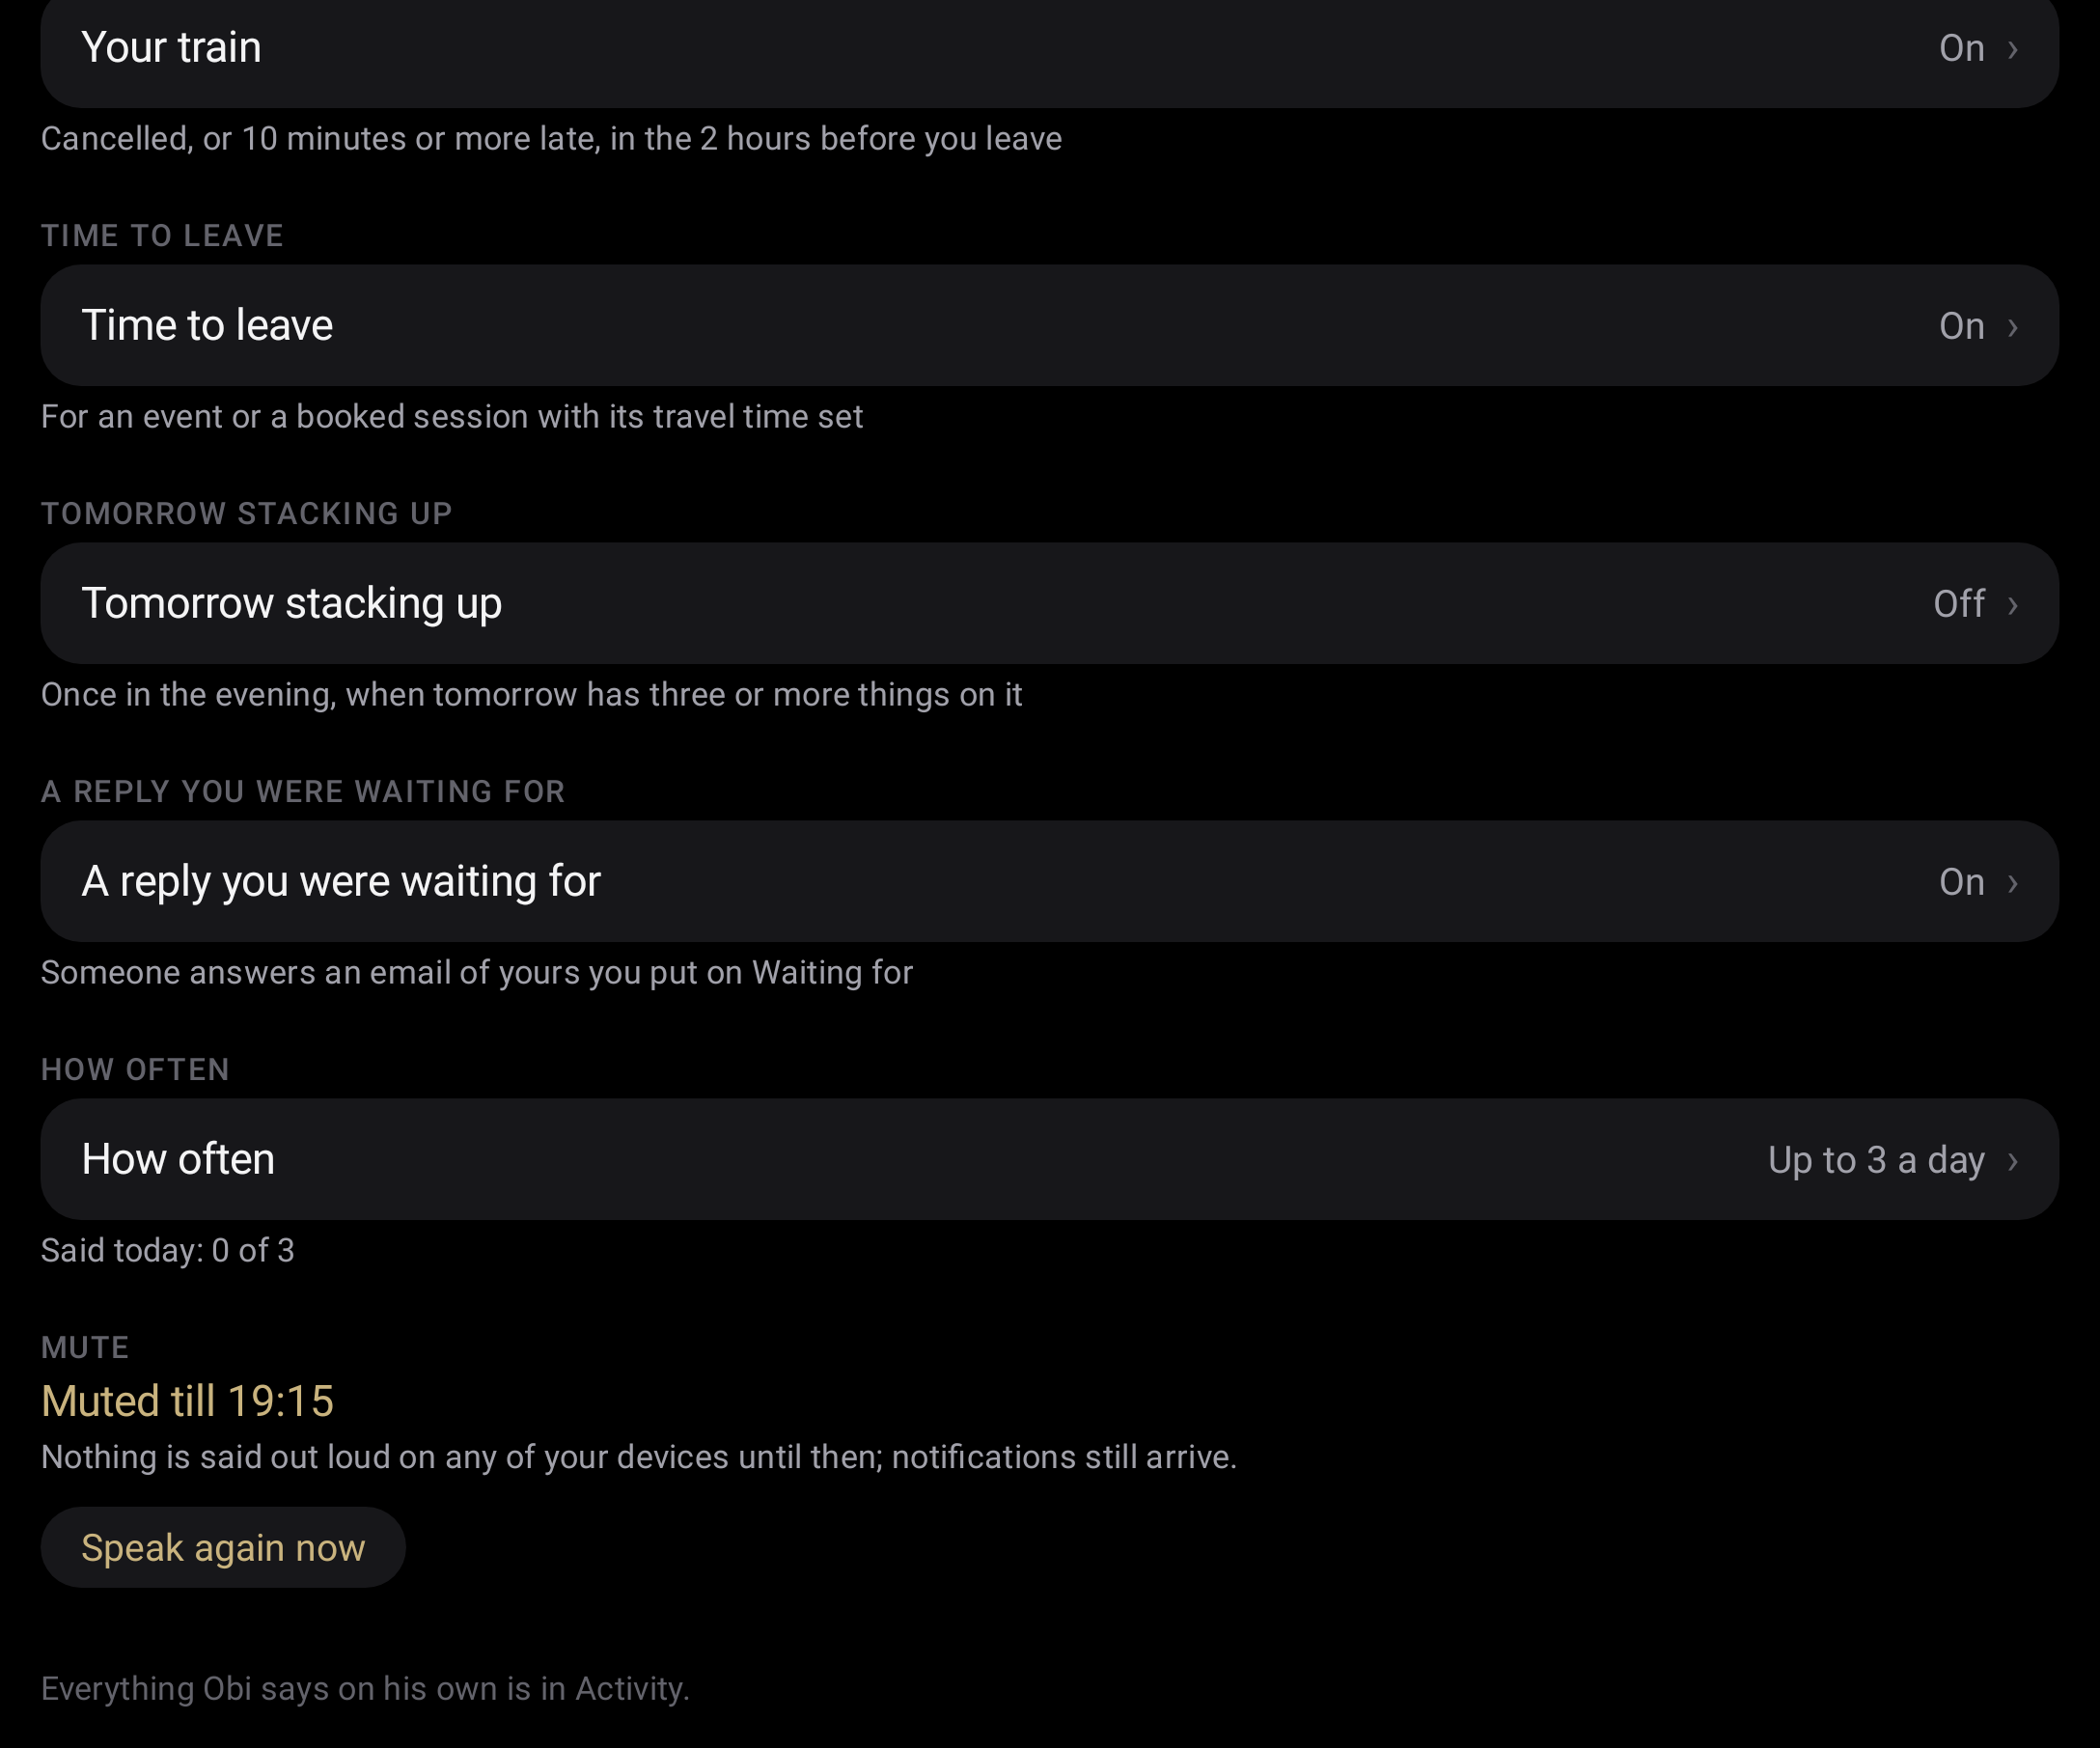 Your train
On ›
Cancelled, or 10 minutes or more late, in the 2 hours before you leave
TIME TO LEAVE
Time to leave
On ›
For an event or a booked session with its travel time set
TOMORROW STACKING UP
Tomorrow stacking up
Off ›
Once in the evening, when tomorrow has three or more things on it
A REPLY YOU WERE WAITING FOR
A reply you were waiting for
On ›
Someone answers an email of yours you put on Waiting for
HOW OFTEN
How often
Up to 3 a day ›
Said today: 0 of 3
MUTE
Muted till 19:15
Nothing is said out loud on any of your devices until then; notifications still arrive.
Speak again now
Everything Obi says on his own is in Activity.